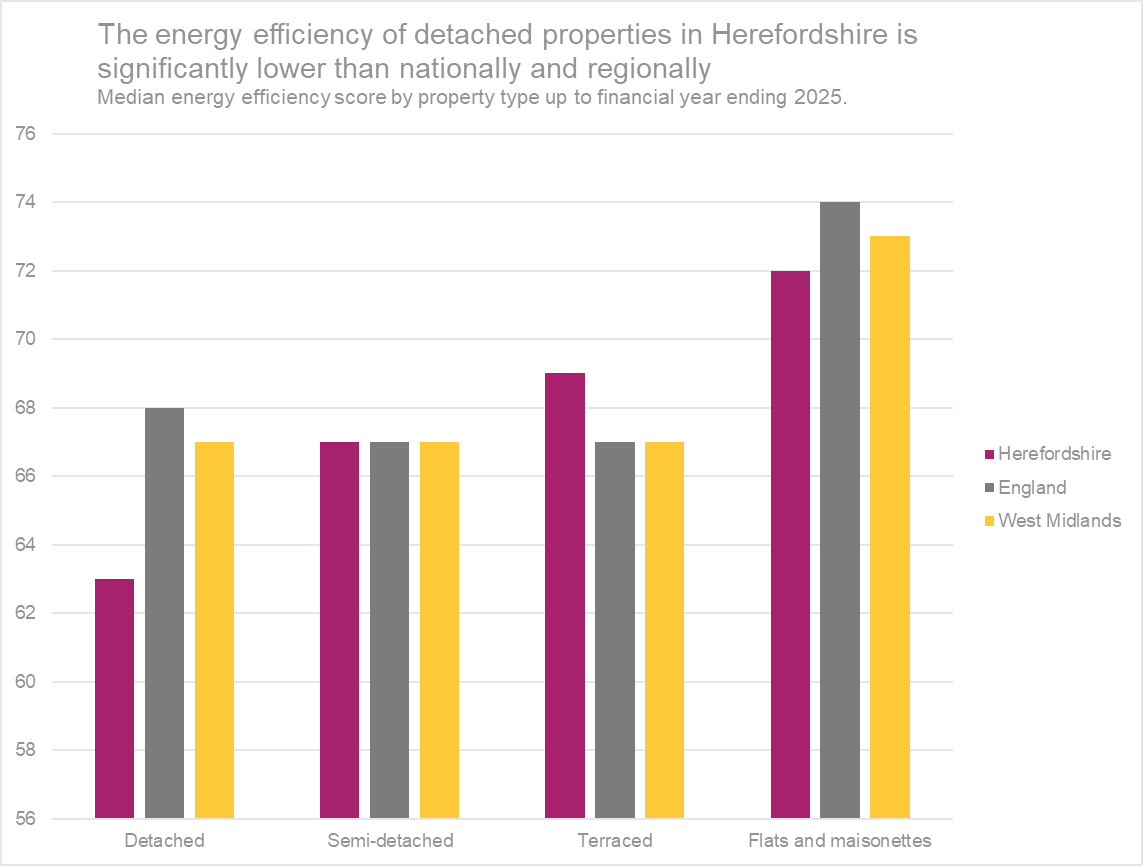 The energy efficiency of detached properties in Herefordshire is
significantly lower than nationally and regionally
Median energy efficiency score by property type up to financial year ending 2025.
76
74
72
70
68
66
64
62
60
58
56
Detached
Semi-detached
Terraced
Flats and maisonettes
Herefordshire
England
West Midlands